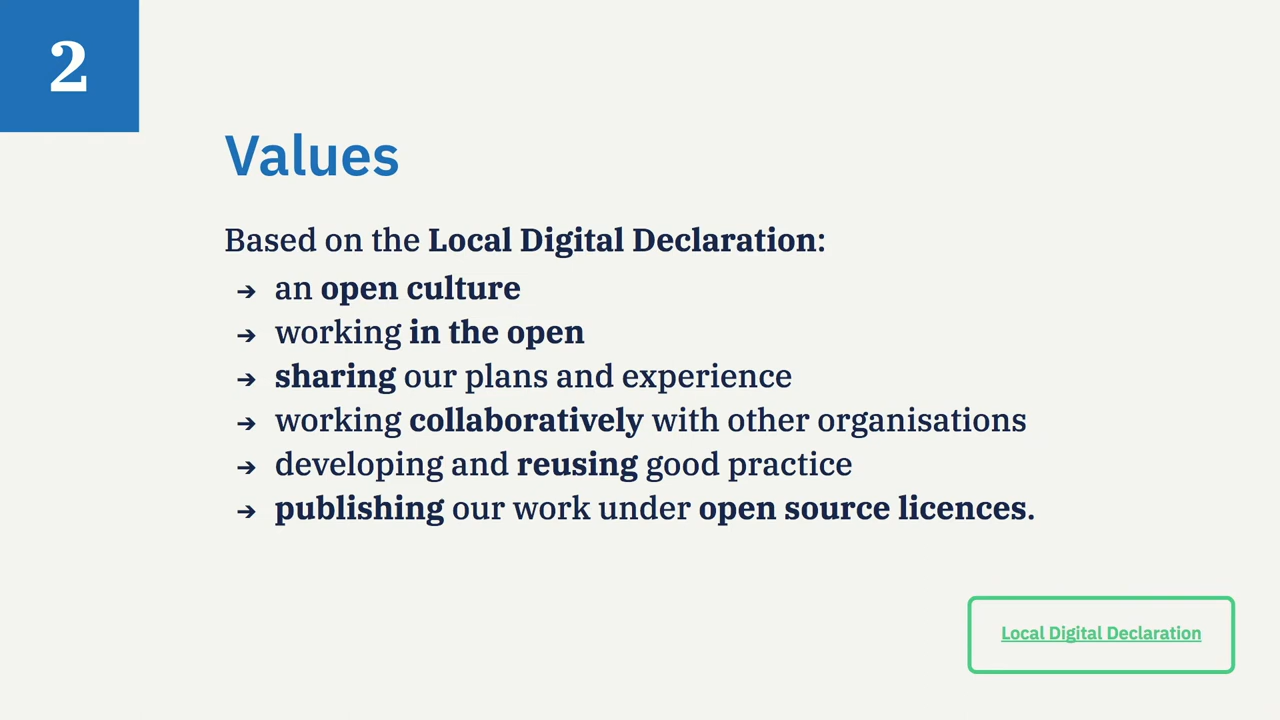 2
Values
Based on the Local Digital Declaration:
➔ an open culture
➔ working in the open
➔ sharing our plans and experience
➔ working collaboratively with other organisations
➔ developing and reusing good practice
➔ publishing our work under open source licences.
Local Digital Declaration